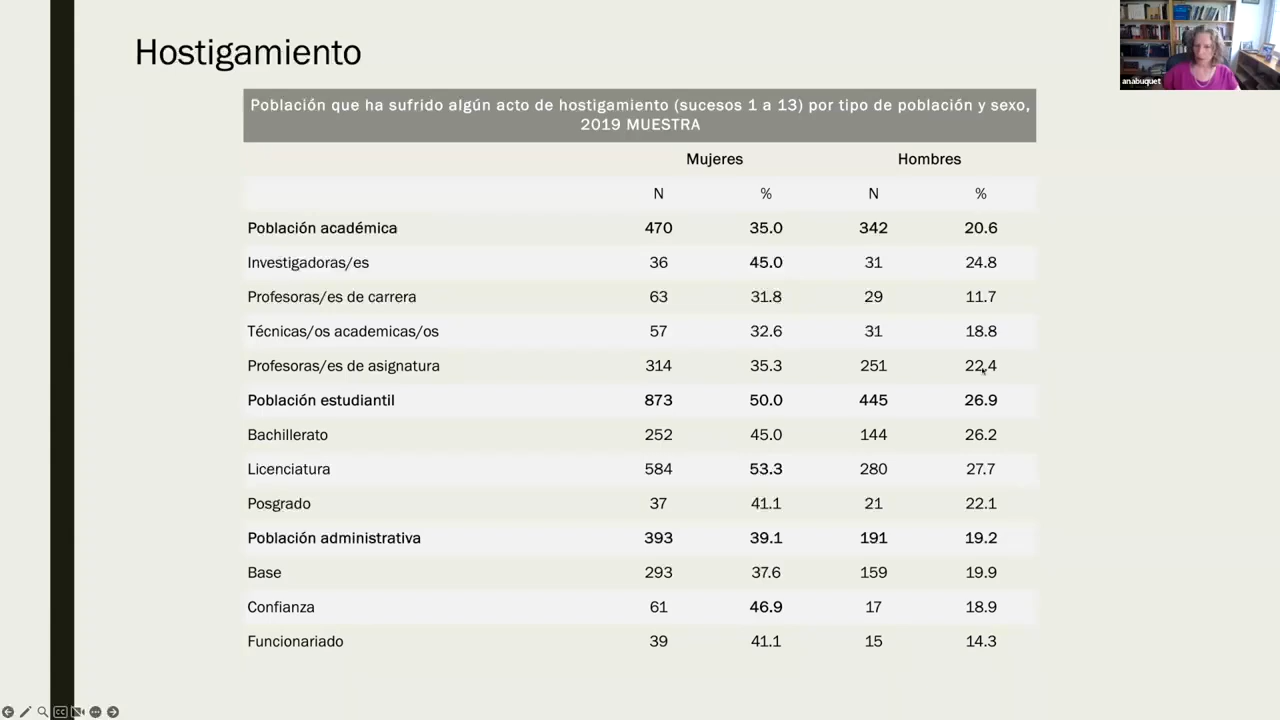 Hostigamiento
anabuquet
Población que ha sufrido algún acto de hostigamiento (sucesos 1 a 13) por tipo de población y sexo,
2019 MUESTRA
Mujeres Hombres
N % N %
Población académica 470 35.0 342 20.6
Investigadoras/es 36 45.0 31 24.8
Profesoras/es de carrera 63 31.8 29 11.7
Técnicas/os academicas/os 57 32.6 31 18.8
Profesoras/es de asignatura 314 35.3 251 22.4
Población estudiantil 873 50.0 445 26.9
Bachillerato 252 45.0 144 26.2
Licenciatura 584 53.3 280 27.7
Posgrado 37 41.1 21 22.1
Población administrativa 393 39.1 191 19.2
Base 293 37.6 159 19.9
Confianza 61 46.9 17 18.9
Funcionariado 39 41.1 15 14.3
CC